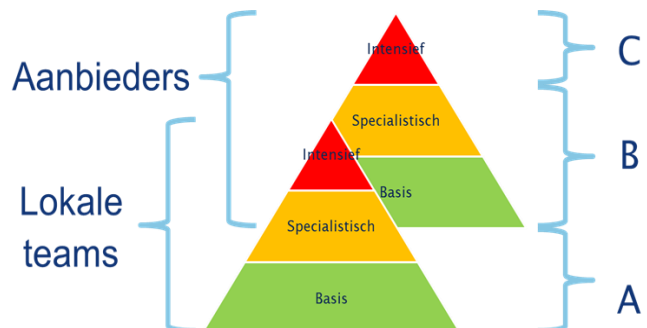 Aanbieders
Lokale
teams
Intensief
Specialistisch
Basis
Intensief
Specialistisch
Basis
C
B
A